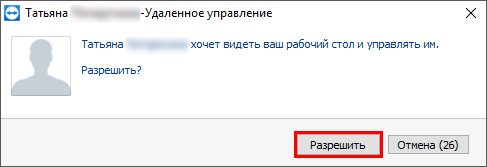 Татьяна -Удаленное управление
Татьяна хочет видеть ваш рабочий стол и управлять им.
Разрешить?
Разрешить
Отмена (26)